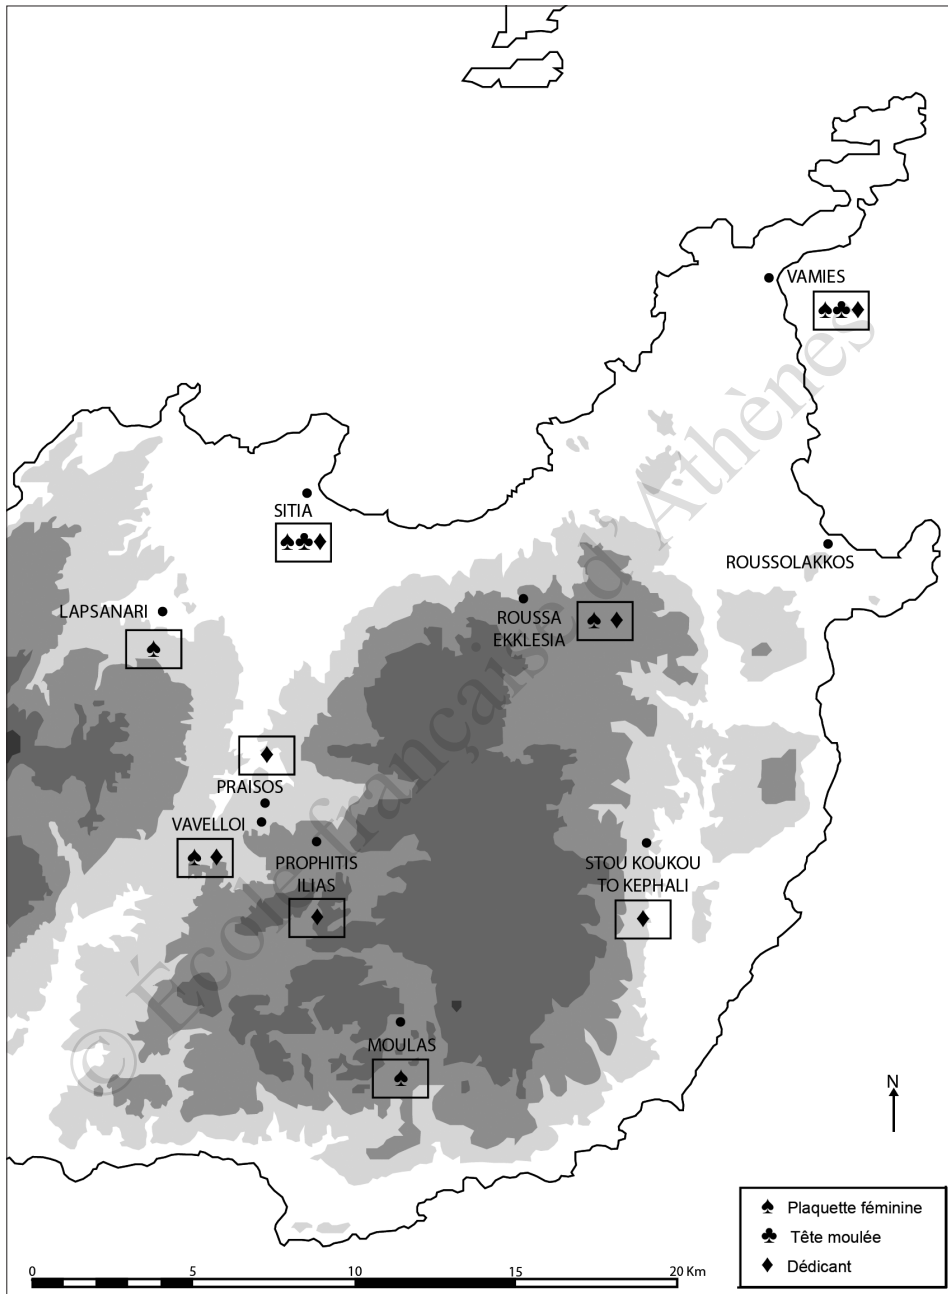 VAMIES
♠♣♦
SITIA
♠♣♦
ROUSSOLAKKOS
LAPSANARI
♠
ROUSSA
EKKLESIA
♠ ♦
♦
PRAISOS
VAVELLOI
♠ ♦
PROPHITIS
ILIAS
♦
STOU KOUKOU
TO KEPHALI
♦
MOULAS
♠
© École française d'Athènes
N
♠ Plaquette féminine
♣ Tête moulée
♦ Dédicant
0 5 10 15 20 Km